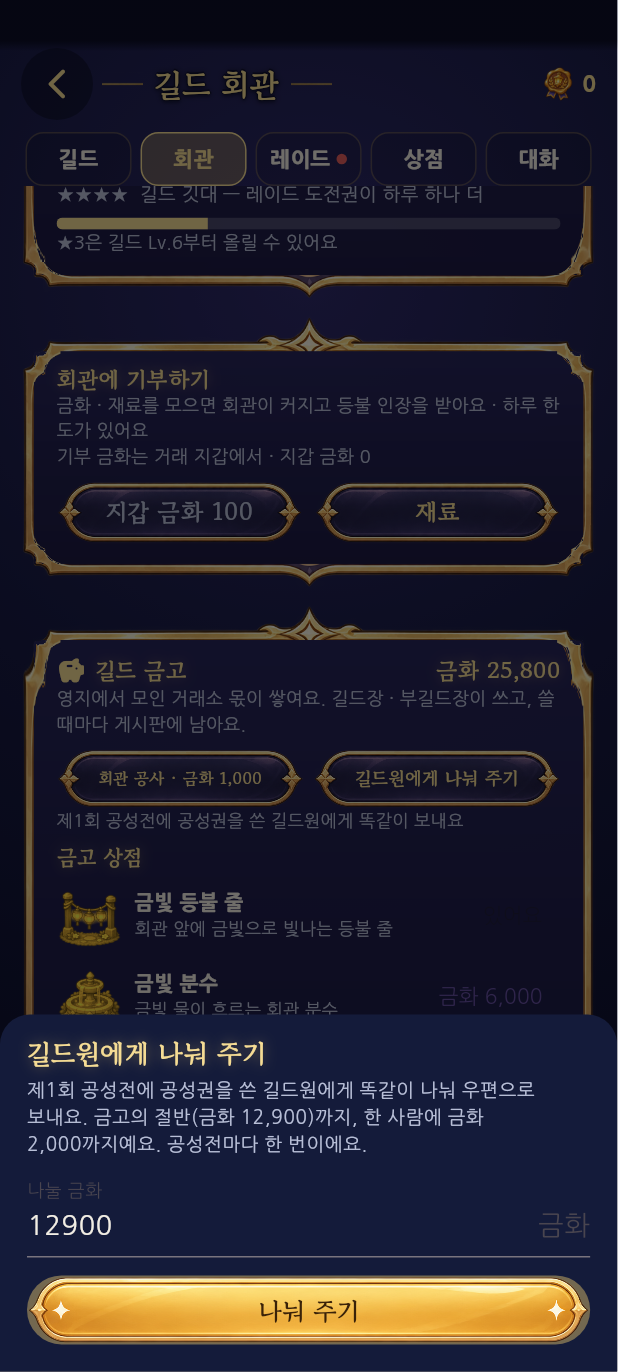 길드 회관
0
길드
회관
레이드
상점
대화
★★★★ 길드 깃대 — 레이드 도전권이 하루 하나 더
★3은 길드 Lv.6부터 올릴 수 있어요
회관에 기부하기
금화 · 재료를 모으면 회관이 커지고 등불 인장을 받아요 · 하루 한
도가 있어요
기부 금화는 거래 지갑에서 · 지갑 금화 0
지갑 금화 100
재료
길드 금고
금화 25,800
영지에서 모인 거래소 몫이 쌓여요. 길드장 · 부길드장이 쓰고, 쓸
때마다 게시판에 남아요.
회관 공사 · 금화 1,000
길드원에게 나눠 주기
제1회 공성전에 공성권을 쓴 길드원에게 똑같이 보내요
금고 상점
금빛 등불 줄
회관 앞에 금빛으로 빛나는 등불 줄
금빛 분수
금화 6,000
금빛 물이 흐르는 회관 분수
길드원에게 나눠 주기
제1회 공성전에 공성권을 쓴 길드원에게 똑같이 나눠 우편으로
보내요. 금고의 절반(금화 12,900)까지, 한 사람에 금화
2,000까지예요. 공성전마다 한 번이에요.
나눌 금화
12900
금화
나눠 주기